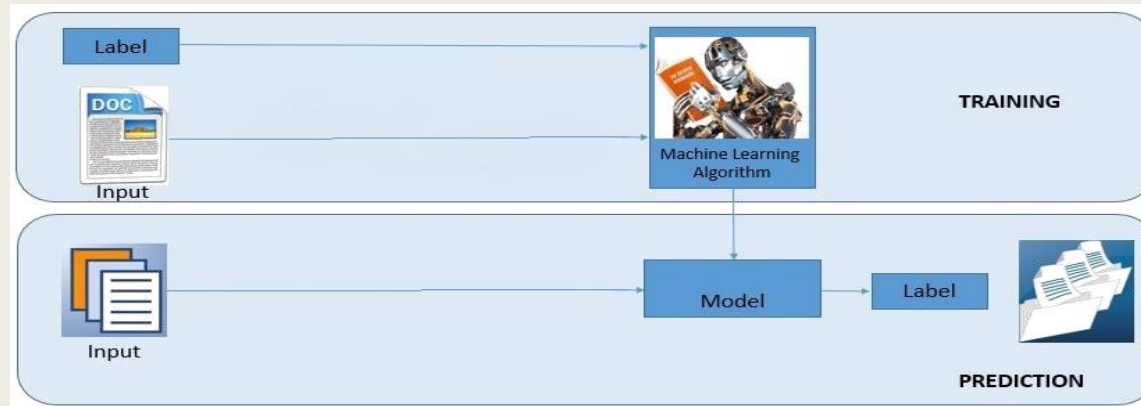 Label
TRAINING
DOC
Input
Machine Learning
Algorithm
Model
Label
Input
PREDICTION